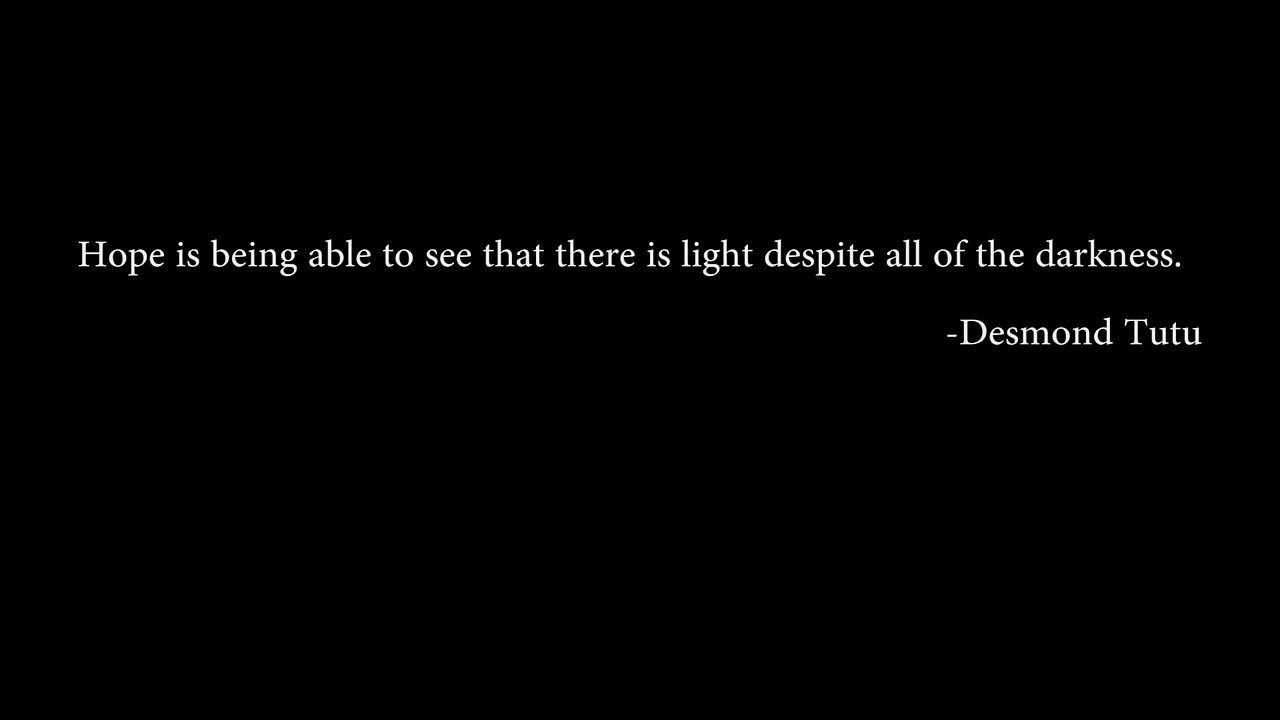 Hope is being able to see that there is light despite all of the darkness.
-Desmond Tutu